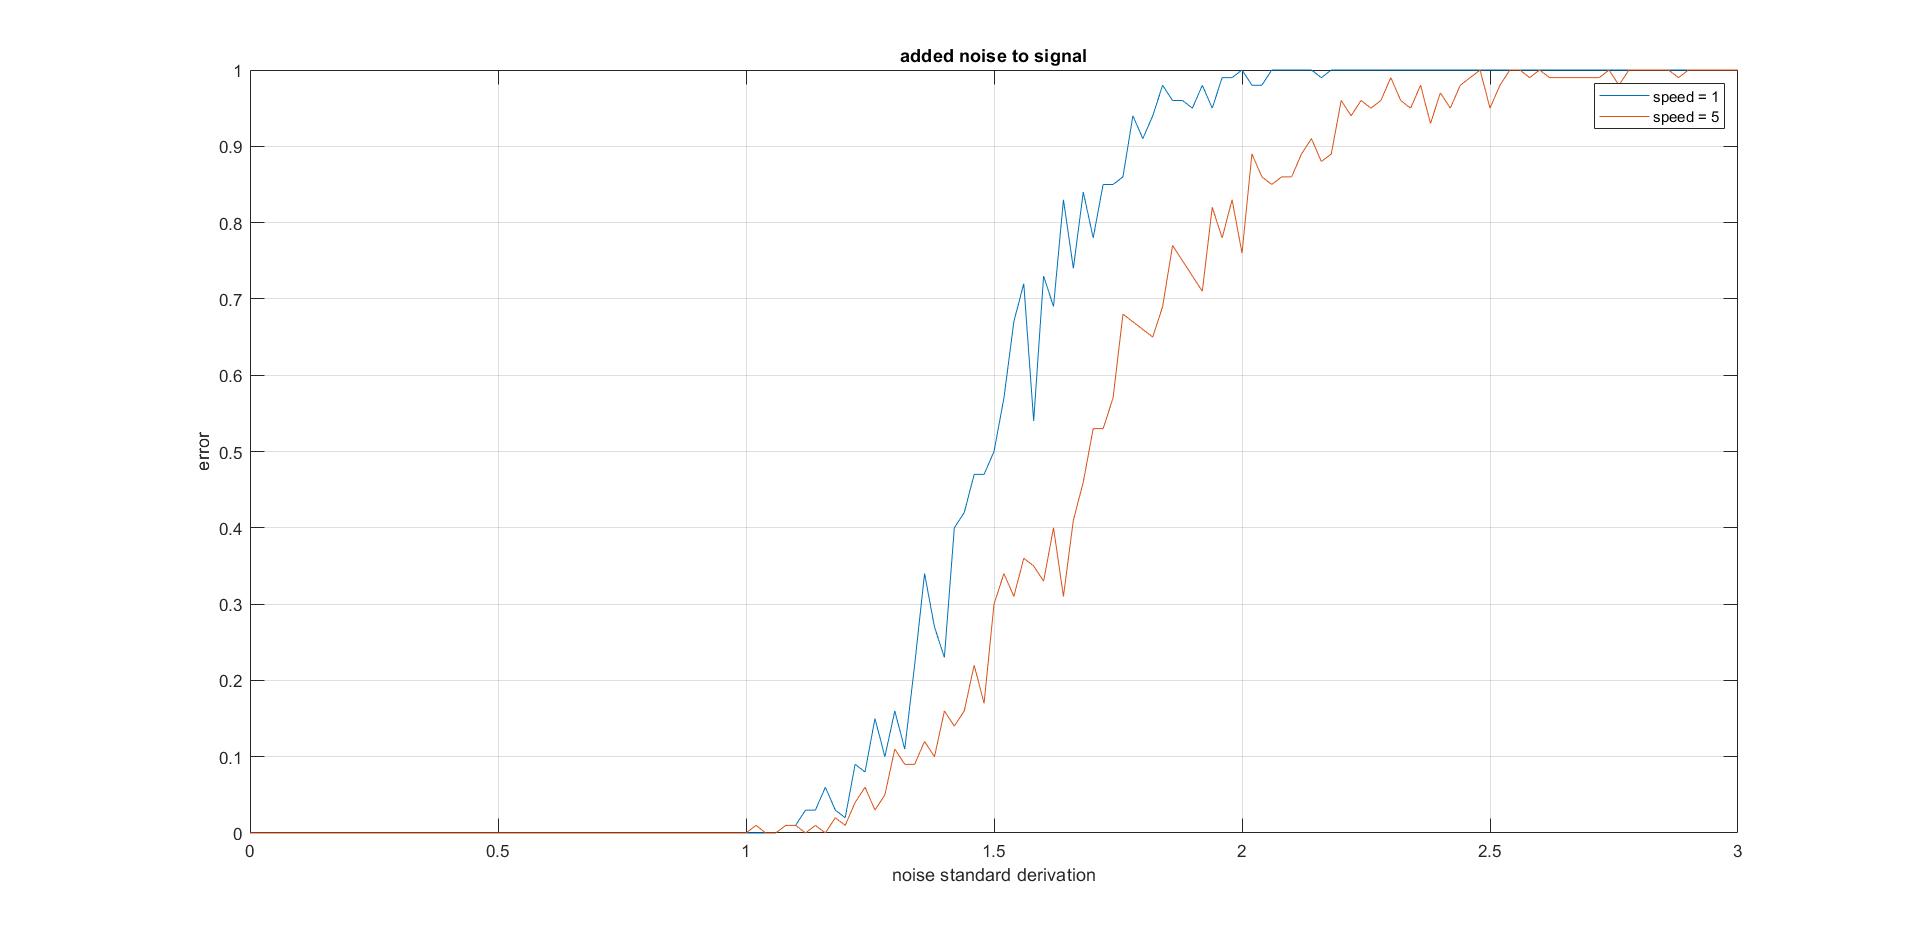 added noise to signal
1
0.9
0.8
0.7
0.6
0.5
0.4
0.3
0.2
0.1
0
error
speed = 1
speed = 5
0 0.5 1 1.5 2 2.5 3
noise standard derivation